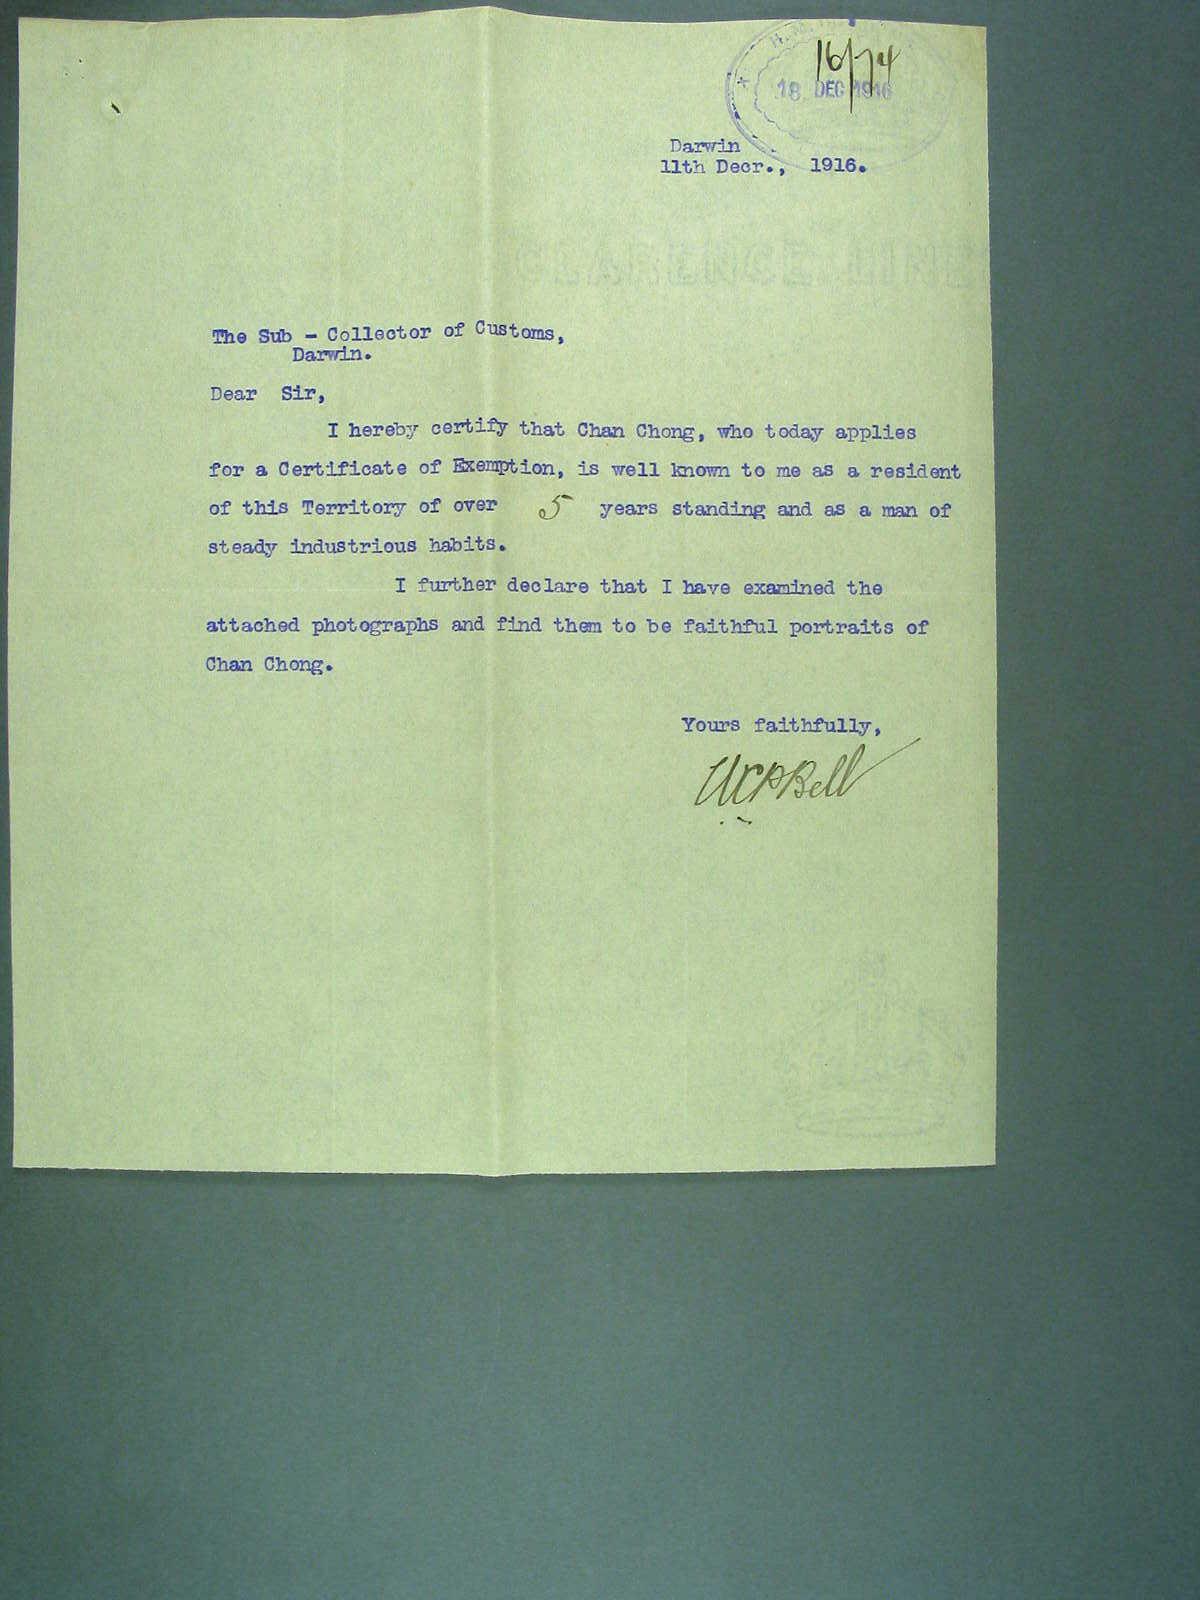 16/74
18 DEC 1916
Darwin
11th Decr., 1916.
CLARENCE LINE
The Sub - Collector of Customs,
Darwin.
Dear Sir,
I hereby certify that Chan Chong, who today applies
for a Certificate of Exemption, is well known to me as a resident
of this Territory of over 5 years standing and as a man of
steady industrious habits.
I further declare that I have examined the
attached photographs and find them to be faithful portraits of
Chan Chong.
Yours faithfully,
Bell